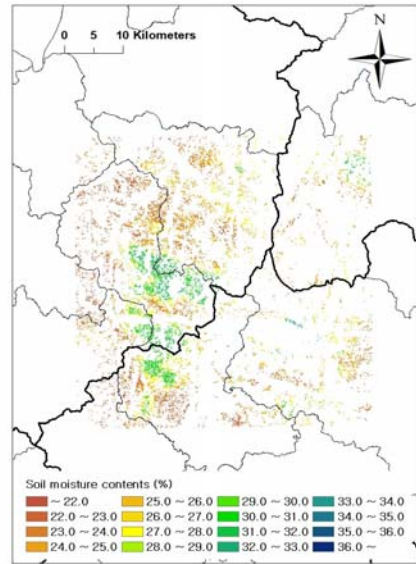 N
0 5 10 Kilometers
Soil moisture contents (%)
~ 22.0 25.0 ~ 26.0 29.0 ~ 30.0 33.0 ~ 34.0
22.0 ~ 23.0 26.0 ~ 27.0 30.0 ~ 31.0 34.0 ~ 35.0
23.0 ~ 24.0 27.0 ~ 28.0 31.0 ~ 32.0 35.0 ~ 36.0
24.0 ~ 25.0 28.0 ~ 29.0 32.0 ~ 33.0 36.0 ~